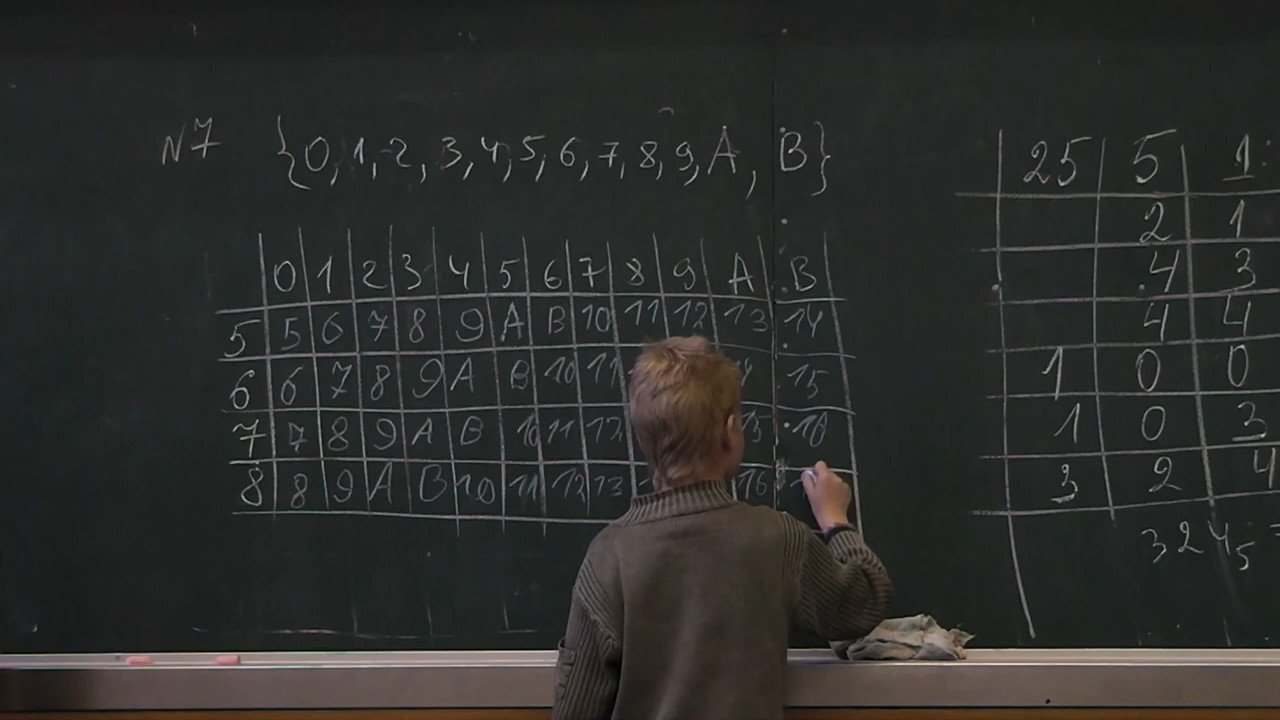 N7 {0,1,2,3,4,5,6,7,8,9,A,B}
0 1 2 3 4 5 6 7 8 9 A B
5 5 6 7 8 9 A B 10 11 12 13 14
6 6 7 8 9 A B 10 11 15
7 7 8 9 A B 10 11 12 15
8 8 9 A B 10 11 12 13 16
25 5 1
2 1
4 3
4 4
1 0 0
1 0 3
3 2 4
324₅